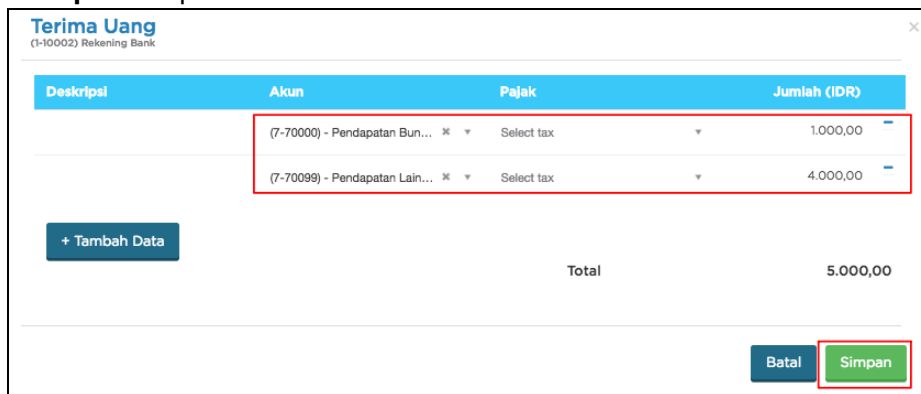 Terima Uang
(1-10002) Rekening Bank
×
Deskripsi Akun Pajak Jumlah (IDR)
(7-70000) - Pendapatan Bun... × Select tax 1.000,00 -
(7-70099) - Pendapatan Lain... × Select tax 4.000,00 -
+ Tambah Data
Total 5.000,00
Batal Simpan